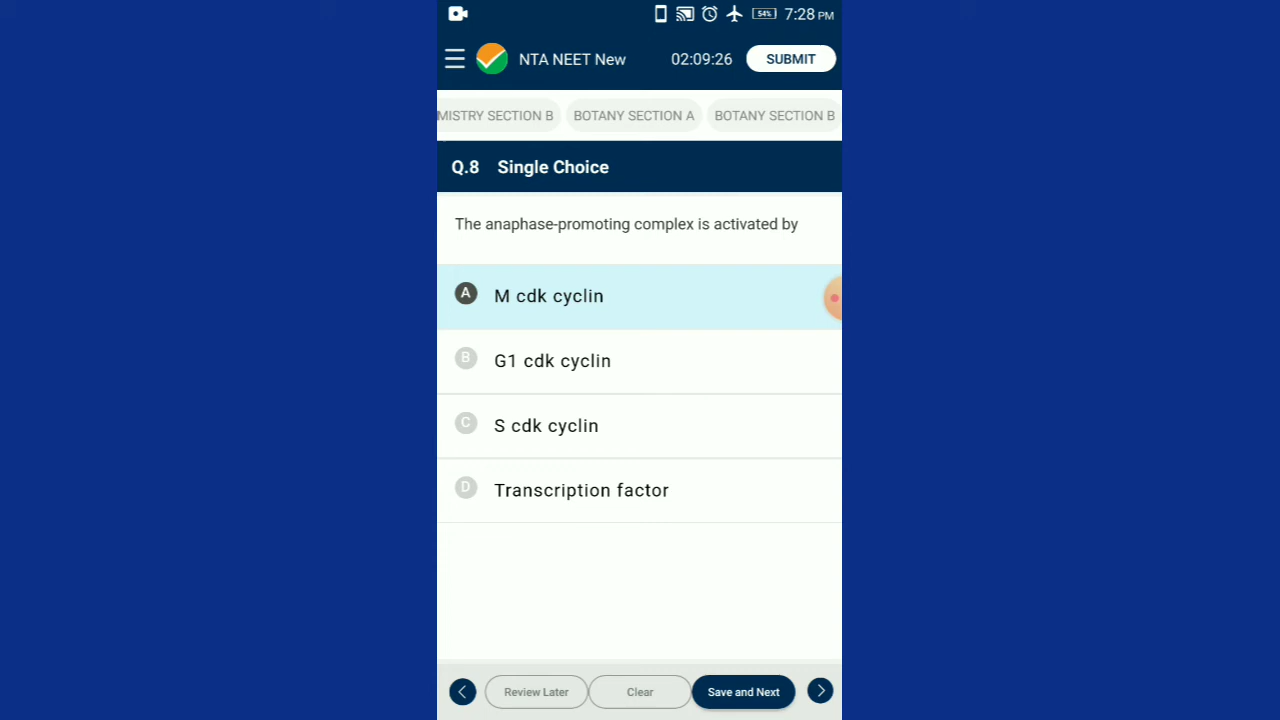 54% 7:28 PM
NTA NEET New 02:09:26 SUBMIT
MISTRY SECTION B BOTANY SECTION A BOTANY SECTION B
Q.8 Single Choice
The anaphase-promoting complex is activated by
A M cdk cyclin
B G1 cdk cyclin
C S cdk cyclin
D Transcription factor
Review Later Clear Save and Next